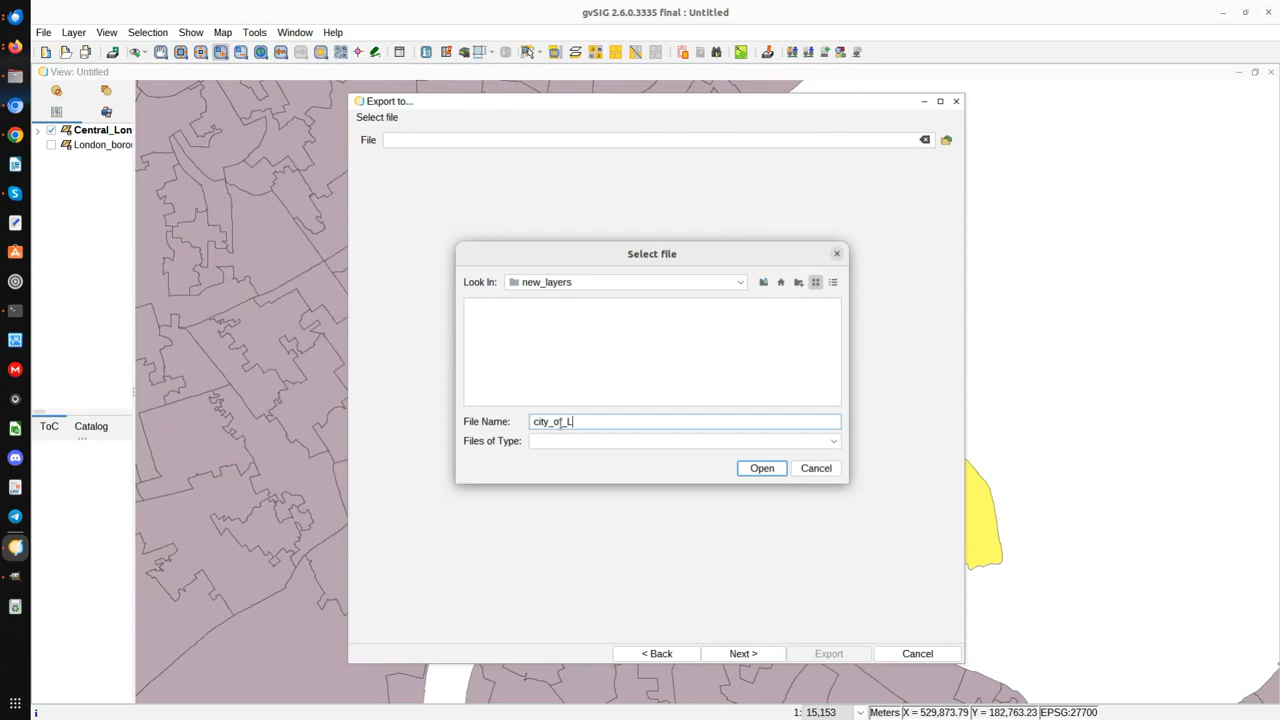 gvSIG 2.6.0.3335 final : Untitled
File Layer View Selection Show Map Tools Window Help
View: Untitled
Export to...
Select file
Central_Lon
London_borou
File
Select file
Look In: new_layers
File Name: city_of_L
Files of Type:
Open Cancel
ToC Catalog
< Back Next > Export Cancel
1: 15,153 Meters X = 529,873.79 Y = 182,763.23 EPSG:27700